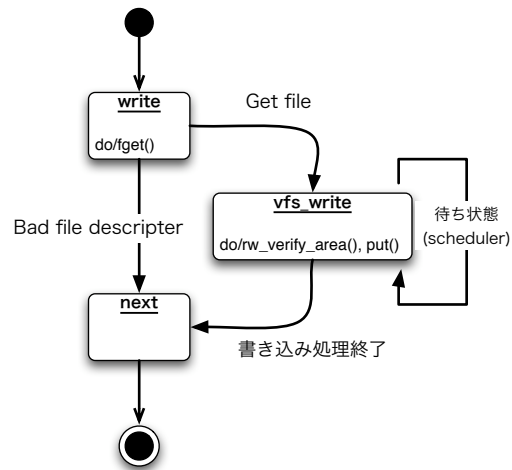 write
do/fget()
Get file
vfs_write
do/rw_verify_area(), put()
待ち状態
(scheduler)
Bad file descripter
next
書き込み処理終了